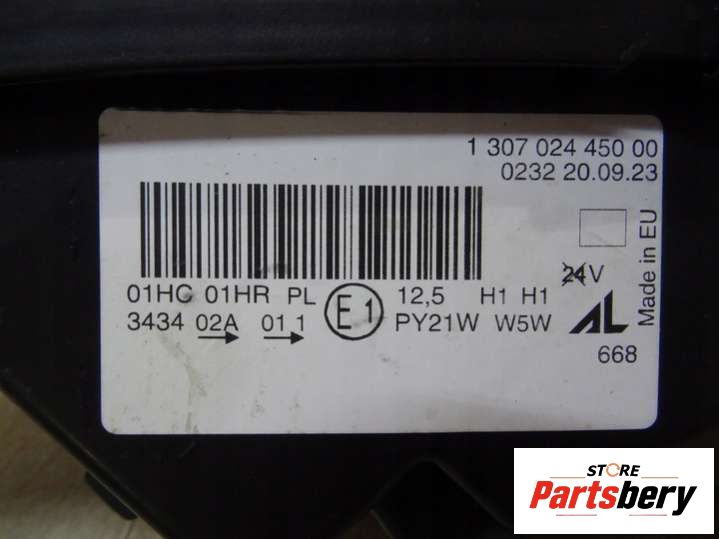 1 307 024 450 00
0232 20.09.23
Made in EU
24V
01HC 01HR PL E1 12,5 H1 H1
3434 02A 01 1 PY21W W5W AL
668
STORE
Partsbery